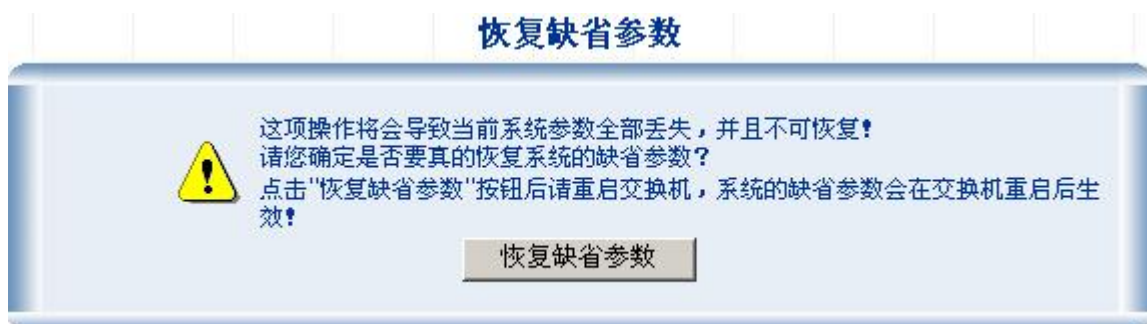 恢复缺省参数
这项操作将会导致当前系统参数全部丢失，并且不可恢复！
请您确定是否要真的恢复系统的缺省参数？
点击"恢复缺省参数"按钮后请重启交换机，系统的缺省参数会在交换机重启后生
效！
恢复缺省参数